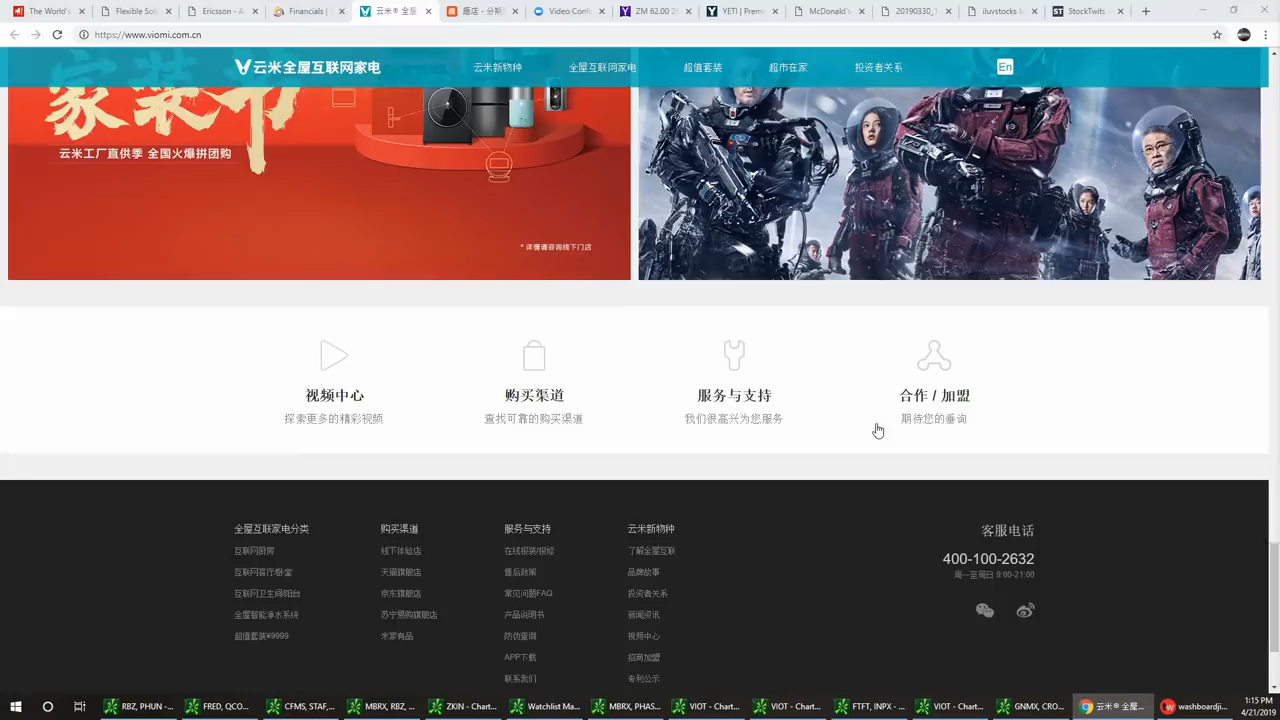 The World's
Flexible Sol
Ericsson - A
Financials |
云米® 全屋
盾店 - 分期
Video Conf
ZM 62.00 2
YETI | Prem
McDonald's
20190330_1
iluvstocks
StockTwits
https://www.viomi.com.cn
云米全屋互联网家电
云米新物种
全屋互联网家电
超值套装
超市在家
投资者关系
En
家装节
云米工厂直供季 全国火爆拼团购
* 详情请咨询线下门店
视频中心
购买渠道
服务与支持
合作 / 加盟
探索更多的精彩视频
查找可靠的购买渠道
我们很高兴为您服务
期待您的垂询
全屋互联家电分类
购买渠道
服务与支持
云米新物种
客服电话
互联网厨房
线下体验店
在线报装/报修
了解全屋互联
400-100-2632
互联网客厅/卧室
天猫旗舰店
售后政策
品牌故事
周一至周日 9:00-21:00
互联网卫生间/阳台
京东旗舰店
常见问题FAQ
投资者关系
全屋智能净水系统
苏宁易购旗舰店
产品说明书
新闻资讯
超值套装¥9999
米家有品
防伪查询
视频中心
APP下载
招商加盟
联系我们
专利公示
RBZ, PHUN -...
FRED, QCO...
CFMS, STAF,...
MBRX, RBZ, ...
ZKIN - Chart...
Watchlist Ma...
MBRX, PHAS...
VIOT - Chart...
VIOT - Chart...
FTFT, INPX - ...
VIOT - Chart...
GNMX, CRO...
云米® 全屋...
washboardji...
1:15 PM
4/21/2019